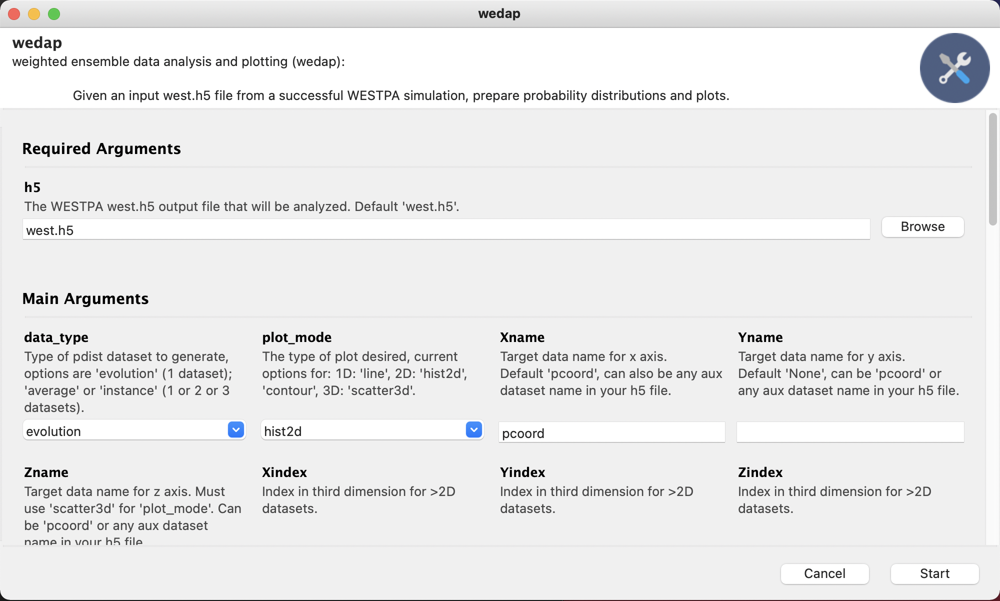 wedap
wedap
weighted ensemble data analysis and plotting (wedap):
Given an input west.h5 file from a successful WESTPA simulation, prepare probability distributions and plots.
Required Arguments
h5
The WESTPA west.h5 output file that will be analyzed. Default 'west.h5'.
west.h5
Browse
Main Arguments
data_type
Type of pdist dataset to generate,
options are 'evolution' (1 dataset);
'average' or 'instance' (1 or 2 or 3
datasets).
evolution
plot_mode
The type of plot desired, current
options for: 1D: 'line', 2D: 'hist2d',
'contour', 3D: 'scatter3d'.
hist2d
Xname
Target data name for x axis.
Default 'pcoord', can also be any aux
dataset name in your h5 file.
pcoord
Yname
Target data name for y axis.
Default 'None', can be 'pcoord' or
any aux dataset name in your h5 file.
Zname
Target data name for z axis. Must
use 'scatter3d' for 'plot_mode'. Can
be 'pcoord' or any aux dataset
name in your h5 file
Xindex
Index in third dimension for >2D
datasets.
Yindex
Index in third dimension for >2D
datasets.
Zindex
Index in third dimension for >2D
datasets.
Cancel
Start